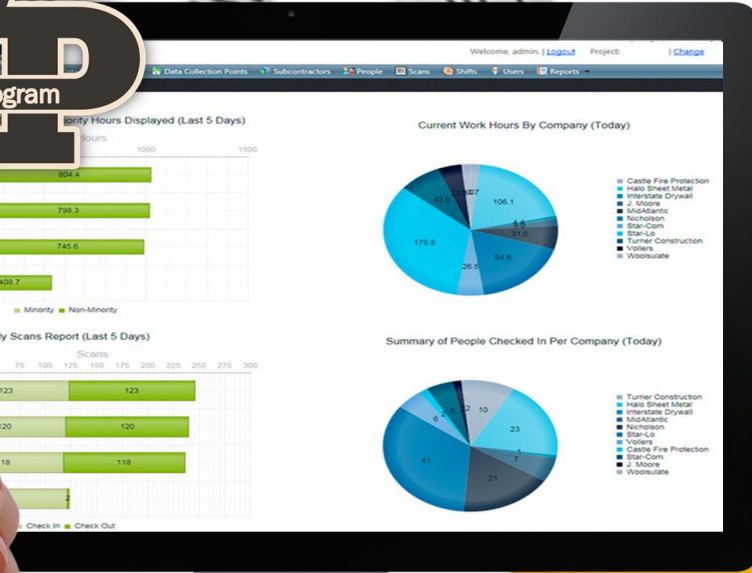 P
ogram
Welcome, admin. | Logout Project: | Change
Data Collection Points Subcontractors People Scans Shifts Users Reports
ority Hours Displayed (Last 5 Days)
Hours
1000 1500
804.4
798.3
745.6
408.7
Minority Non-Minority
Current Work Hours By Company (Today)
106.1
31.0
94.6
26.5
178.8
42.0
Castle Fire Protection
Halo Sheet Metal
Interstate Drywall
J. Moore
MidAtlantic
Nicholson
Star-Com
Star-Lo
Turner Construction
Vollers
Woolsulate
y Scans Report (Last 5 Days)
Scans
75 100 125 150 175 200 225 250 275 300
123 123
120 120
18 118
2
Check In Check Out
Summary of People Checked In Per Company (Today)
2 10
23
1
7
21
41
6
Turner Construction
Halo Sheet Metal
Interstate Drywall
MidAtlantic
Nicholson
Star-Lo
Vollers
Castle Fire Protection
Star-Com
J. Moore
Woolsulate